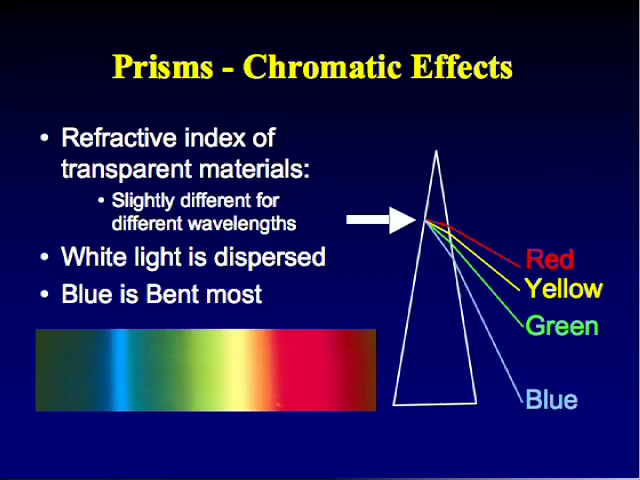 Prisms - Chromatic Effects
• Refractive index of
transparent materials:
• Slightly different for
different wavelengths
• White light is dispersed
• Blue is Bent most
Red
Yellow
Green
Blue